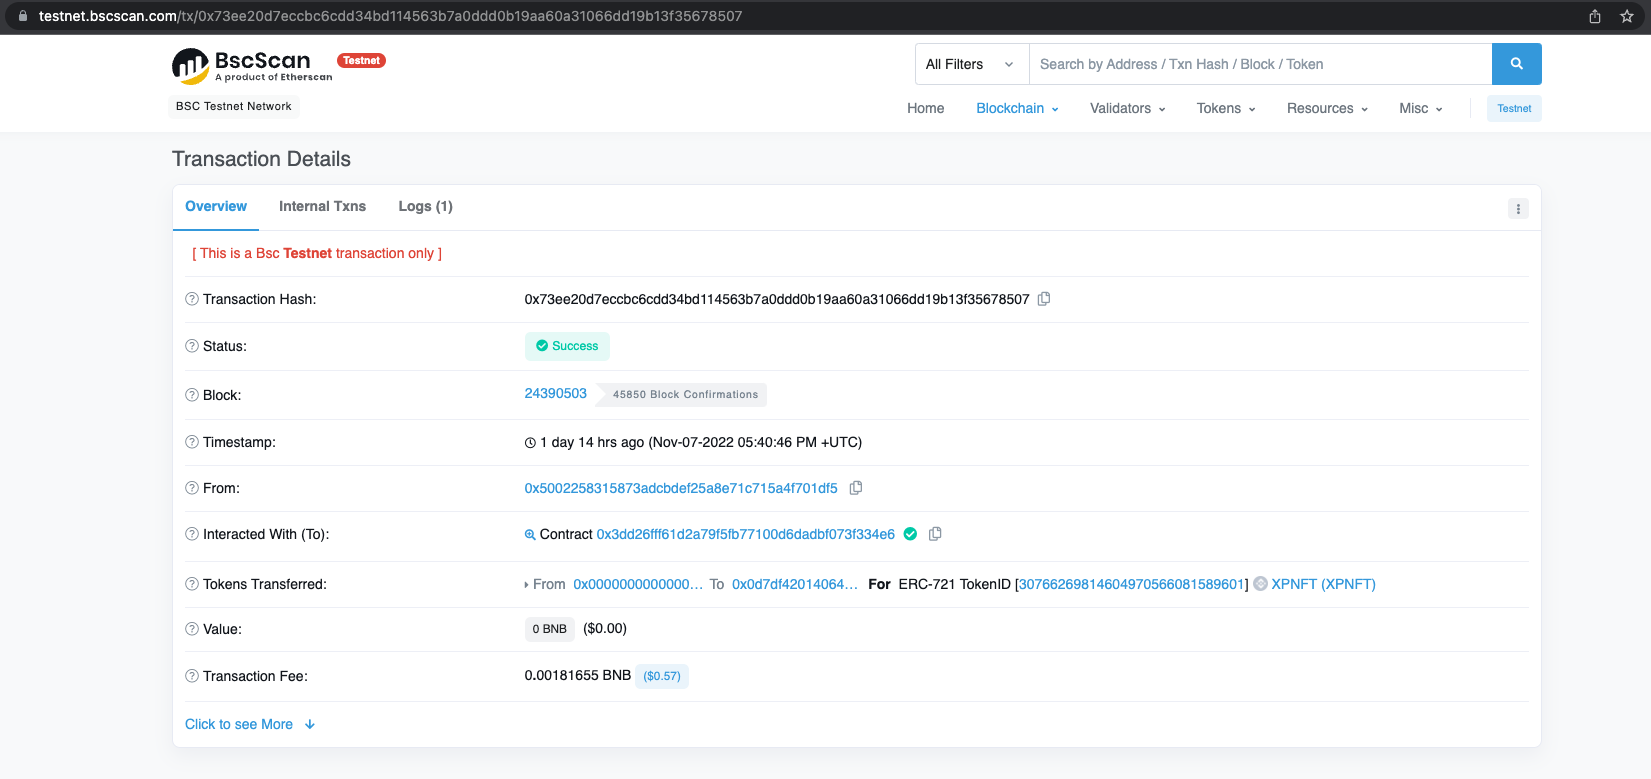 testnet.bscscan.com/tx/0x73ee20d7eccbc6cdd34bd114563b7a0ddd0b19aa60a31066dd19b13f35678507
BscScan Testnet
A product of Etherscan
BSC Testnet Network
All Filters Search by Address / Txn Hash / Block / Token
Home Blockchain Validators Tokens Resources Misc Testnet
Transaction Details
Overview Internal Txns Logs (1)
[ This is a Bsc Testnet transaction only ]
Transaction Hash: 0x73ee20d7eccbc6cdd34bd114563b7a0ddd0b19aa60a31066dd19b13f35678507
Status: Success
Block: 24390503 45850 Block Confirmations
Timestamp: 1 day 14 hrs ago (Nov-07-2022 05:40:46 PM +UTC)
From: 0x5002258315873adcbdef25a8e71c715a4f701df5
Interacted With (To): Contract 0x3dd26fff61d2a79f5fb77100d6dadbf073f334e6
Tokens Transferred: From 0x0000000000000... To 0x0d7df42014064... For ERC-721 TokenID [30766269814604970566081589601] XPNFT (XPNFT)
Value: 0 BNB ($0.00)
Transaction Fee: 0.00181655 BNB ($0.57)
Click to see More